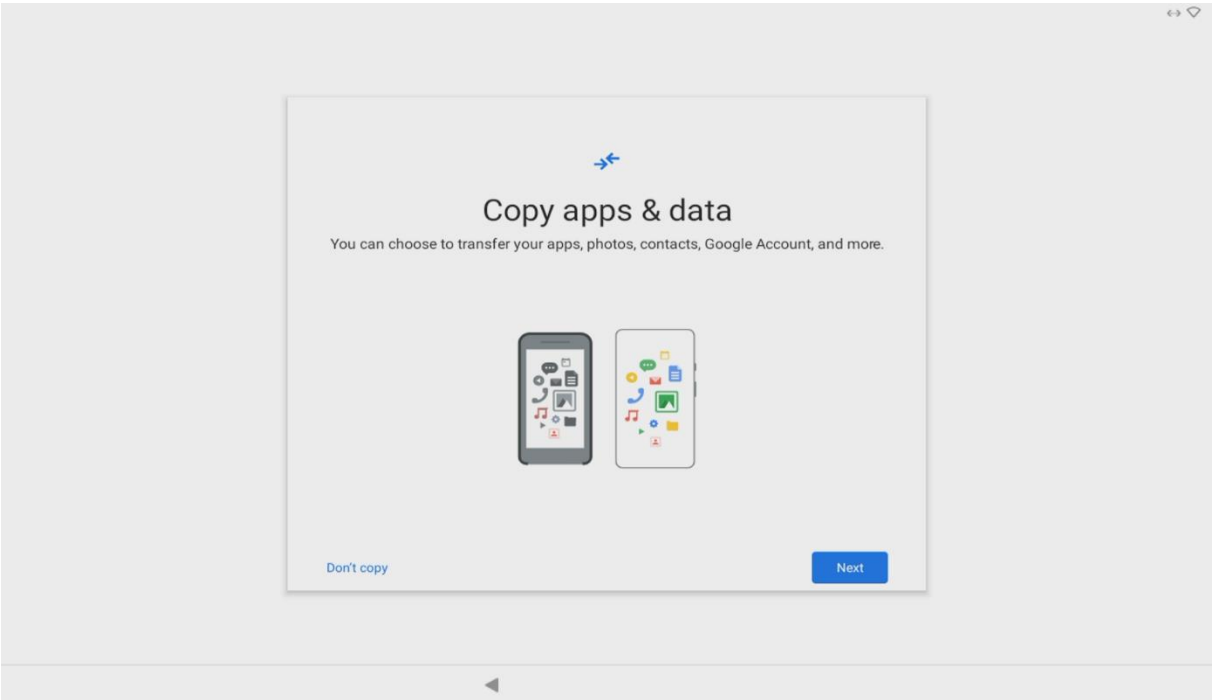 Copy apps & data
You can choose to transfer your apps, photos, contacts, Google Account, and more.
Don't copy
Next